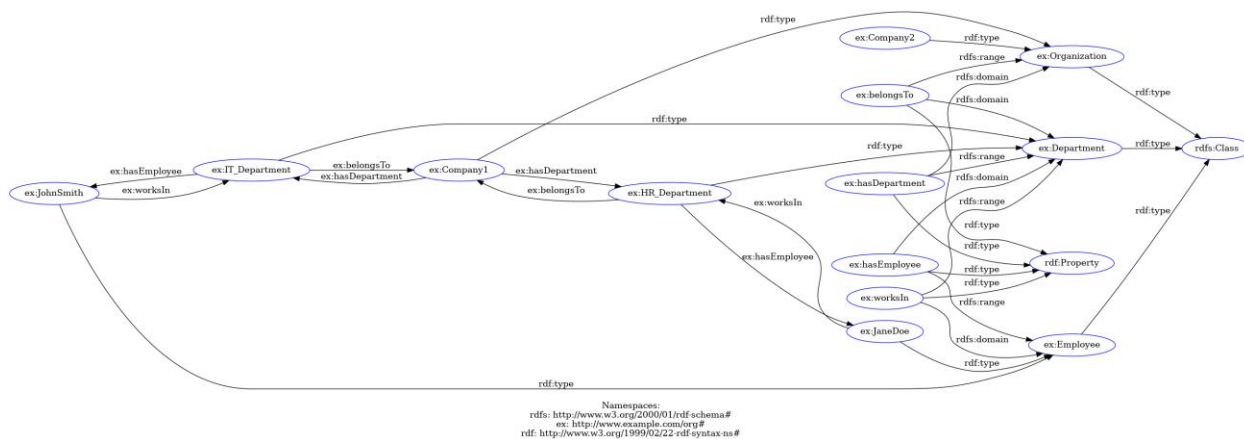 rdf:type
ex:Company2
rdf:type
ex:Organization
rdfs:range
rdfs:domain
ex:belongsTo
rdf:type
rdfs:domain
rdf:type
ex:hasEmployee
ex:IT_Department
ex:belongsTo
ex:hasDepartment
ex:Company1
ex:hasDepartment
rdf:type
ex:Department
rdf:type
rdfs:Class
rdfs:range
ex:JohnSmith
ex:worksIn
ex:belongsTo
ex:HR_Department
ex:hasDepartment
rdfs:domain
ex:worksIn
rdfs:range
rdf:type
rdf:type
rdf:type
ex:hasEmployee
ex:hasEmployee
rdf:type
rdf:Property
rdf:type
ex:worksIn
rdfs:range
ex:JaneDoe
rdfs:domain
ex:Employee
rdf:type
rdf:type
Namespaces:
rdfs: http://www.w3.org/2000/01/rdf-schema#
ex: http://www.example.com/org#
rdf: http://www.w3.org/1999/02/22-rdf-syntax-ns#